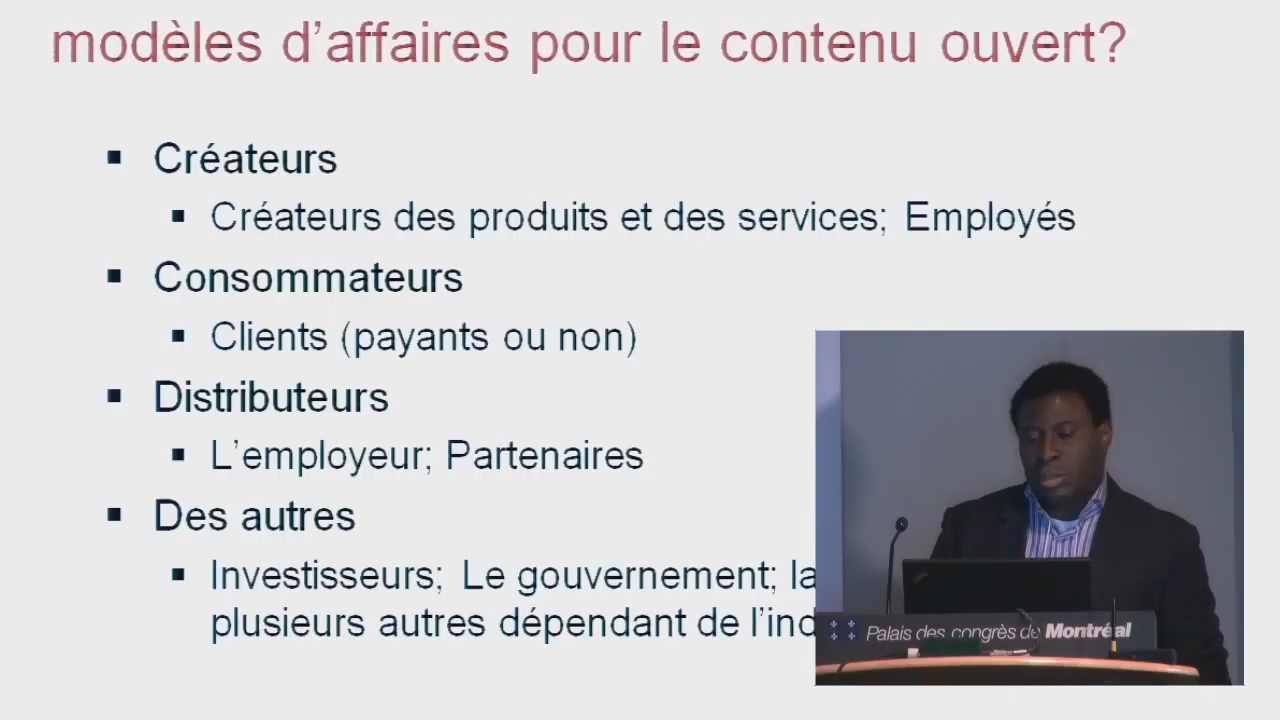 modèles d’affaires pour le contenu ouvert?
Créateurs
Créateurs des produits et des services; Employés
Consommateurs
Clients (payants ou non)
Distributeurs
L’employeur; Partenaires
Des autres
Investisseurs; Le gouvernement; la
plusieurs autres dépendant de l’ind
Palais des congrès de Montréal